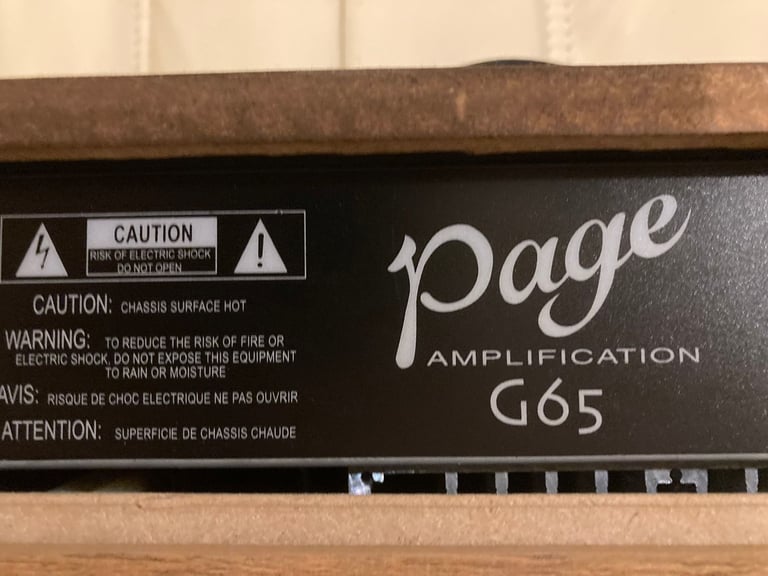 CAUTION
RISK OF ELECTRIC SHOCK
DO NOT OPEN
CAUTION: CHASSIS SURFACE HOT
WARNING: TO REDUCE THE RISK OF FIRE OR
ELECTRIC SHOCK, DO NOT EXPOSE THIS EQUIPMENT
TO RAIN OR MOISTURE
AVIS: RISQUE DE CHOC ELECTRIQUE NE PAS OUVRIR
ATTENTION: SUPERFICIE DE CHASSIS CHAUDE
Page
AMPLIFICATION
G65